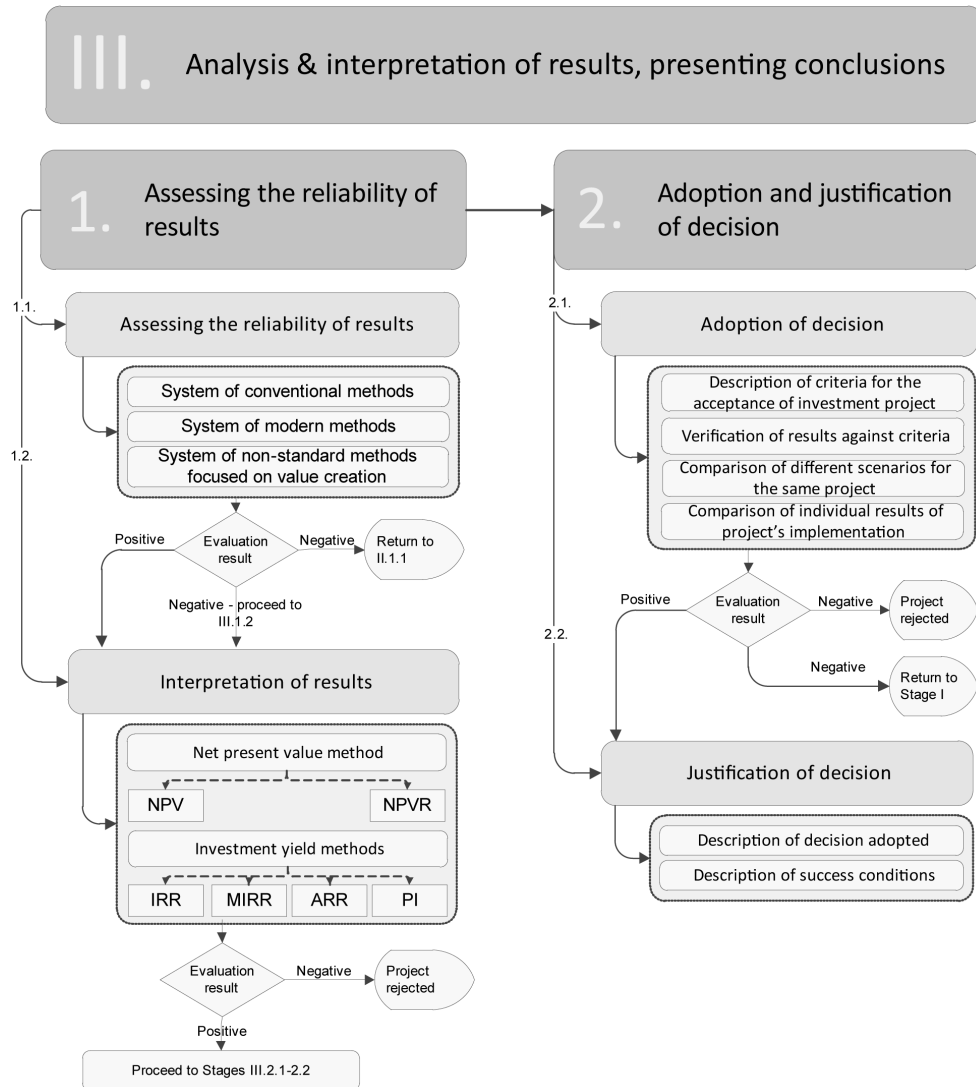 III.
Analysis & interpretation of results, presenting conclusions
1.
Assessing the reliability of
results
1.1.
Assessing the reliability of results
System of conventional methods
System of modern methods
System of non-standard methods
focused on value creation
1.2.
Positive
Evaluation
result
Negative
Return to
II.1.1
Negative - proceed to
III.1.2
Interpretation of results
Net present value method
NPV
NPVR
Investment yield methods
IRR
MIRR
ARR
PI
Evaluation
result
Negative
Project
rejected
Positive
Proceed to Stages III.2.1-2.2
2.
Adoption and justification
of decision
2.1.
Adoption of decision
Description of criteria for the
acceptance of investment project
Verification of results against criteria
Comparison of different scenarios for
the same project
Comparison of individual results of
project's implementation
Positive
Evaluation
result
Negative
Project
rejected
2.2.
Negative
Return to
Stage I
Justification of decision
Description of decision adopted
Description of success conditions